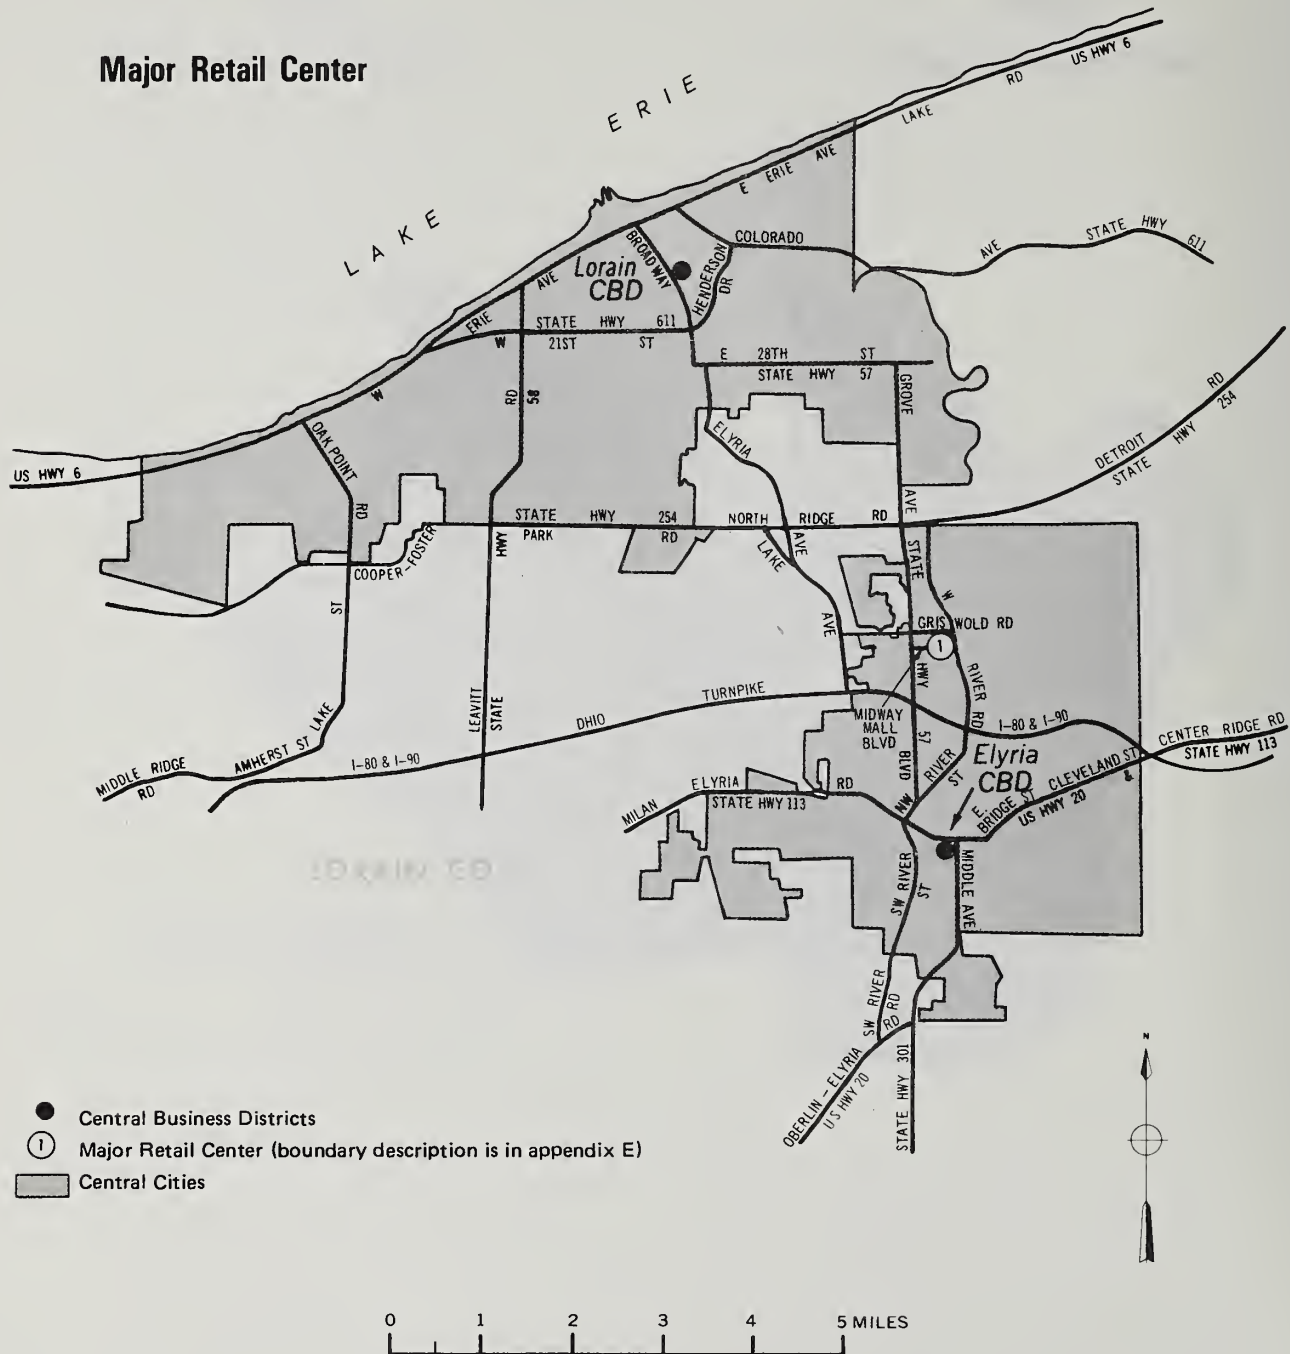 Major Retail Center
LAKE ERIE
US HWY 6
LAKE RD
E ERIE AVE
COLORADO AVE STATE HWY 611
BROADWAY
Lorain
CBD
HENDERSON
DR
W ERIE AVE
STATE HWY 611
W 21ST ST
E 28TH ST
STATE HWY 57
RD
58
GROVE AVE
DETROIT RD
STATE HWY 254
ELYRIA AVE
OAK POINT RD
US HWY 6
STATE HWY 254
PARK RD
NORTH RIDGE RD
COOPER-FOSTER
LAKE AVE
STATE HWY 57
W RIVER RD
GRISWOLD RD
1
MIDWAY
MALL
BLVD
ST
LAKE
AMHERST ST
MIDDLE RIDGE
RD
LEAVITT
STATE HWY
DHIO TURNPIKE
I-80 & I-90
I-80 & I-90
BLVD
NW RIVER ST
Elyria
CBD
CENTER RIDGE RD
STATE HWY 113
E. BRIDGE ST CLEVELAND ST &
US HWY 20
MILAN ELYRIA RD
STATE HWY 113
SW RIVER ST
MIDDLE AVE
SW RIVER RD
RD
OBERLIN-ELYRIA
US HWY 20
STATE HWY 301
LORAIN CO
N
Central Business Districts
1 Major Retail Center (boundary description is in appendix E)
Central Cities
0 1 2 3 4 5 MILES